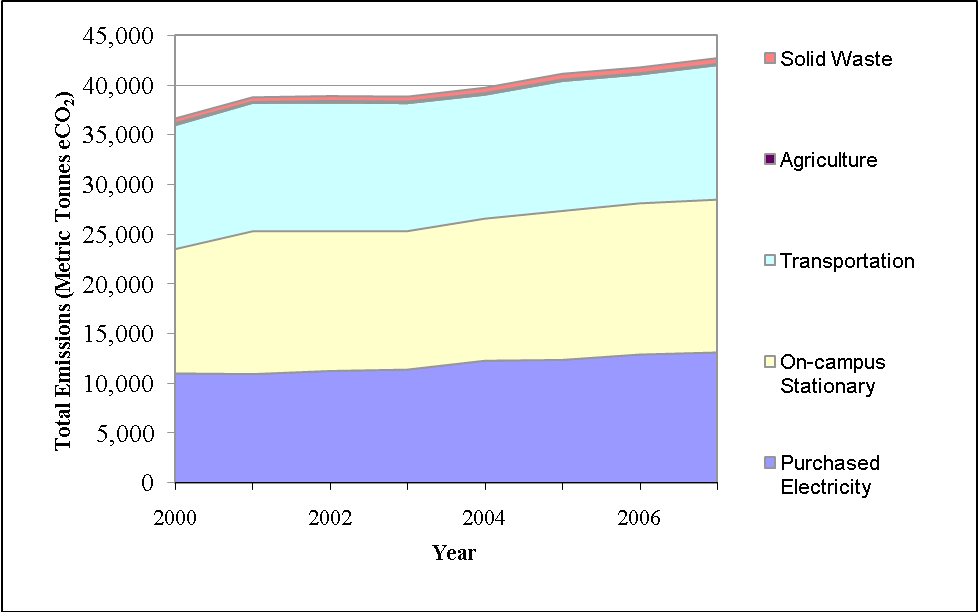 45,000
40,000
35,000
30,000
25,000
20,000
15,000
10,000
5,000
0
Total Emissions (Metric Tonnes eCO₂)
2000
2002
2004
2006
Year
Solid Waste
Agriculture
Transportation
On-campus
Stationary
Purchased
Electricity